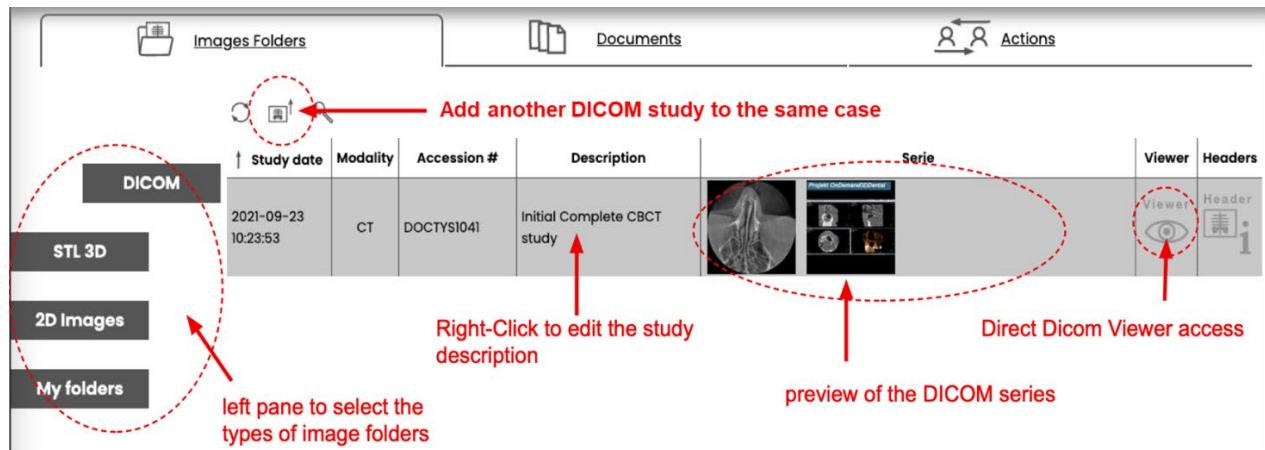 Images Folders
Documents
Actions
Add another DICOM study to the same case
Study date
Modality
Accession #
Description
Serie
Viewer
Headers
DICOM
STL 3D
2D Images
My folders
2021-09-23
10:23:53
CT
DOCTYS1041
Initial Complete CBCT
study
Projekt OnDemand3DDental
Viewer
Header
i
Right-Click to edit the study
description
Direct Dicom Viewer access
preview of the DICOM series
left pane to select the
types of image folders